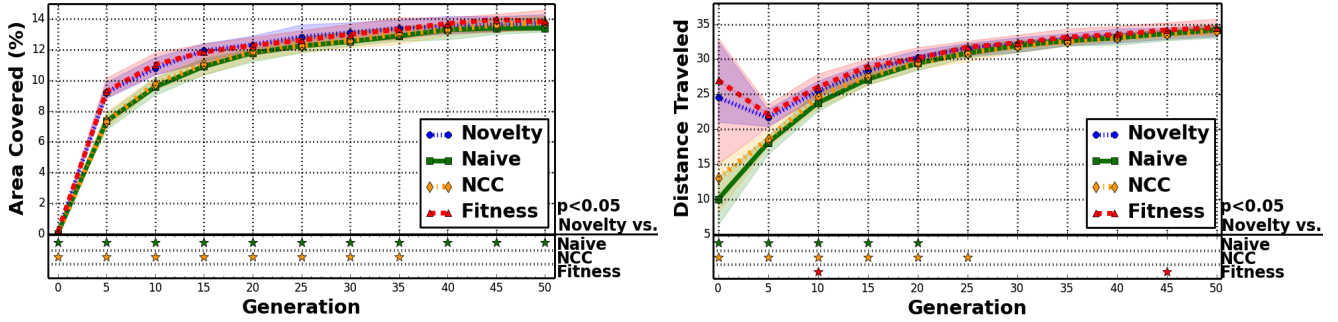 14
12
10
8
6
4
2
0
Area Covered (%)
Novelty
Naive
NCC
Fitness
p<0.05
Novelty vs.
Naive
NCC
Fitness
0 5 10 15 20 25 30 35 40 45 50
Generation
35
30
25
20
15
10
5
Distance Traveled
Novelty
Naive
NCC
Fitness
p<0.05
Novelty vs.
Naive
NCC
Fitness
0 5 10 15 20 25 30 35 40 45 50
Generation